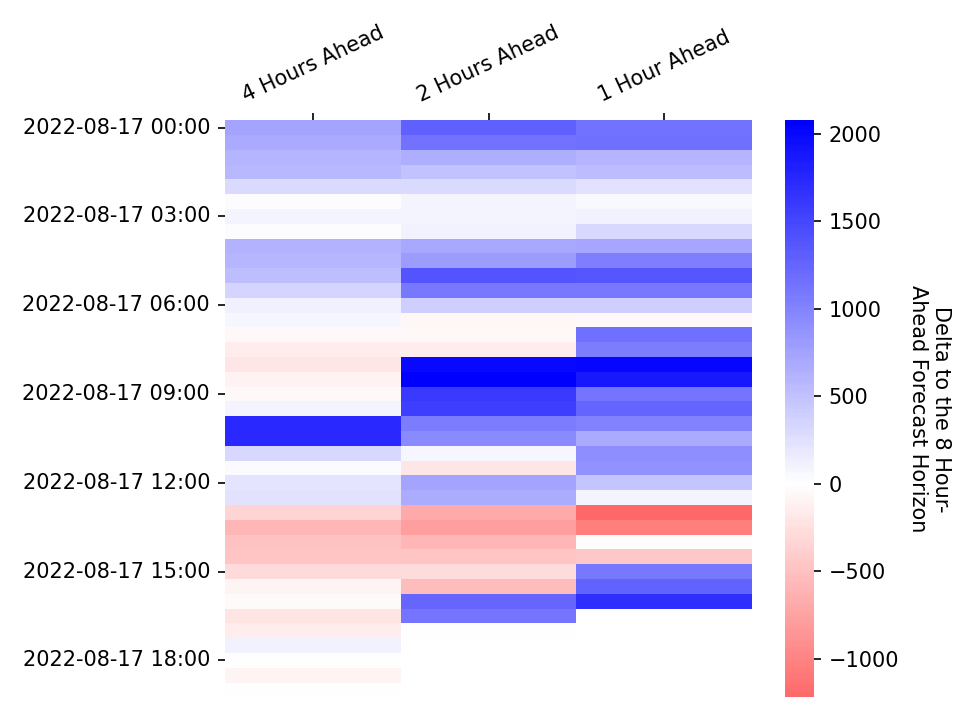 4 Hours Ahead
2 Hours Ahead
1 Hour Ahead
2022-08-17 00:00
2022-08-17 03:00
2022-08-17 06:00
2022-08-17 09:00
2022-08-17 12:00
2022-08-17 15:00
2022-08-17 18:00
2000
1500
1000
500
0
−500
−1000
Delta to the 8 Hour-
Ahead Forecast Horizon